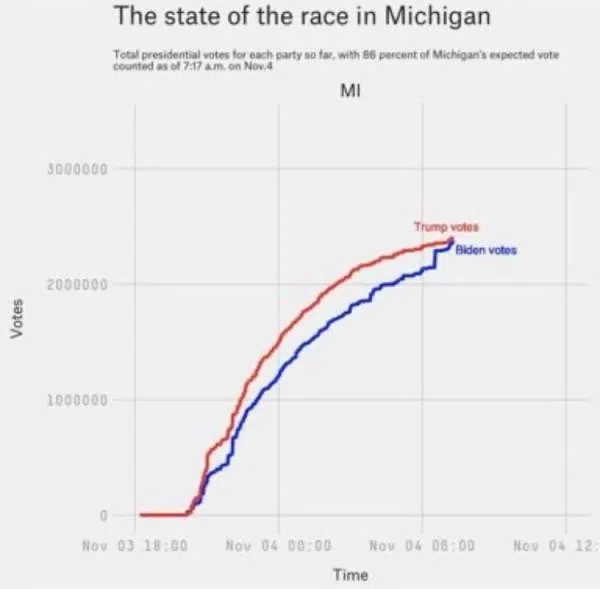 The state of the race in Michigan
Total presidential votes for each party so far, with 86 percent of Michigan's expected vote
counted as of 7:17 a.m. on Nov.4
MI
3000000
Trump votes
Biden votes
2000000
Votes
1000000
0
Nov 03 18:00 Nov 04 00:00 Nov 04 06:00 Nov 04 12:
Time